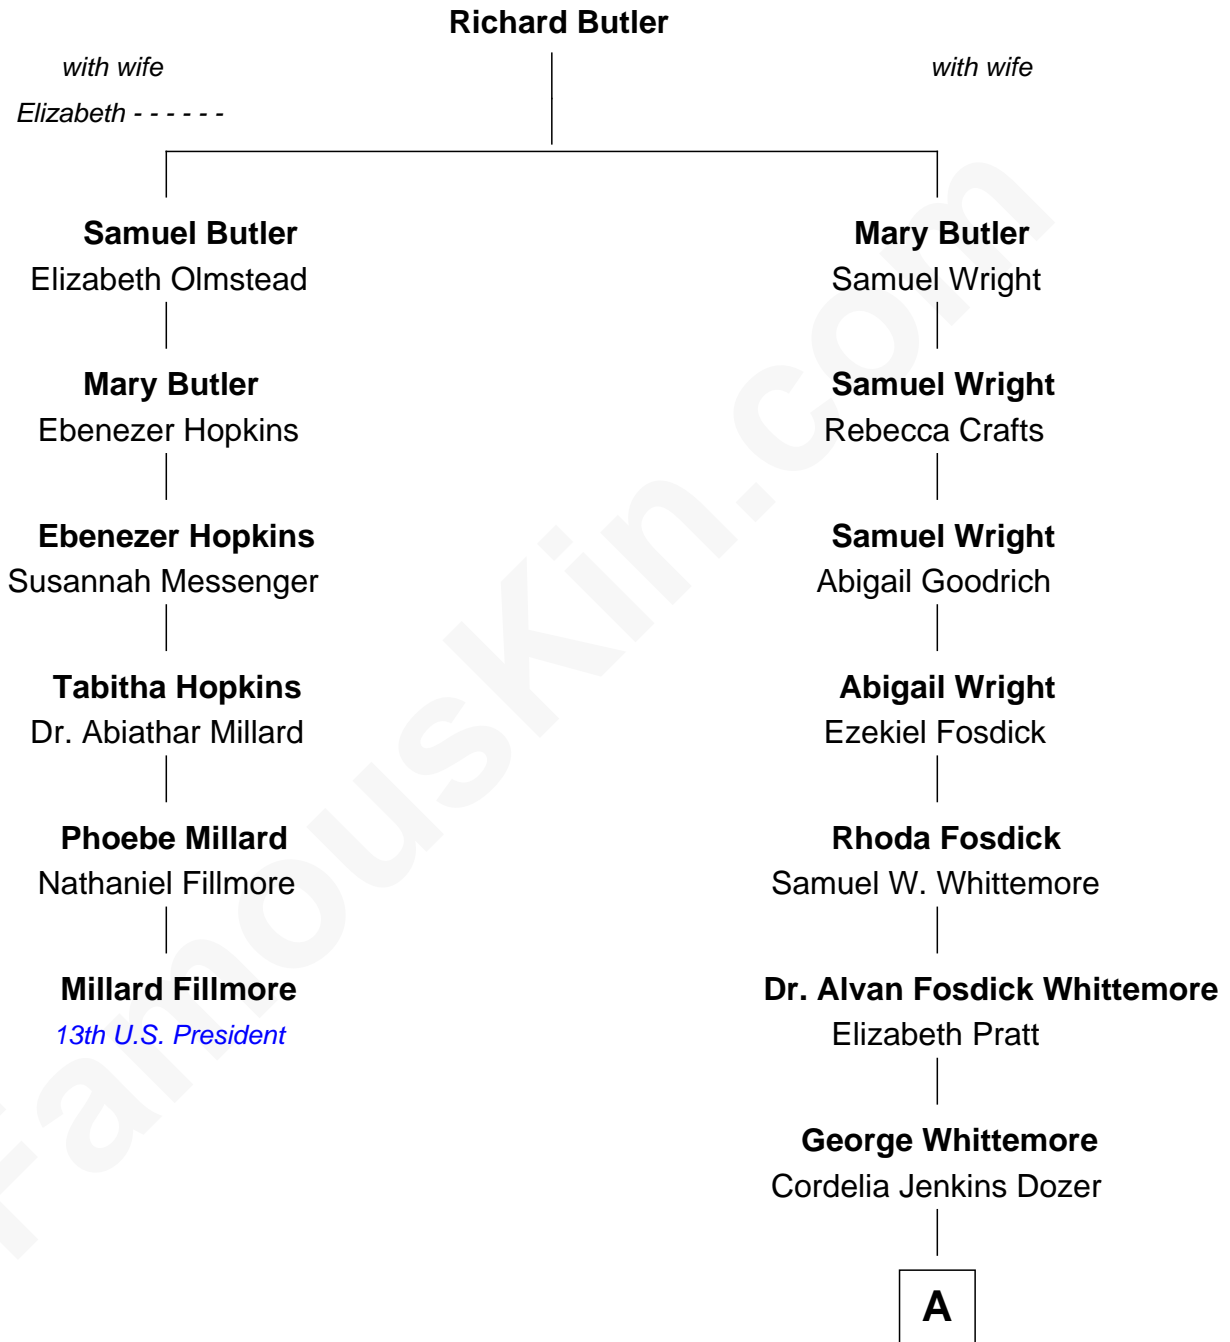 Richard Butler
with wife
with wife
Elizabeth - - - - - -
Samuel Butler
Elizabeth Olmstead
Mary Butler
Samuel Wright
Mary Butler
Ebenezer Hopkins
Samuel Wright
Rebecca Crafts
Ebenezer Hopkins
Susannah Messenger
Samuel Wright
Abigail Goodrich
Tabitha Hopkins
Dr. Abiathar Millard
Abigail Wright
Ezekiel Fosdick
Phoebe Millard
Nathaniel Fillmore
Rhoda Fosdick
Samuel W. Whittemore
Millard Fillmore
13th U.S. President
Dr. Alvan Fosdick Whittemore
Elizabeth Pratt
George Whittemore
Cordelia Jenkins Dozer
A
FamousKin.com